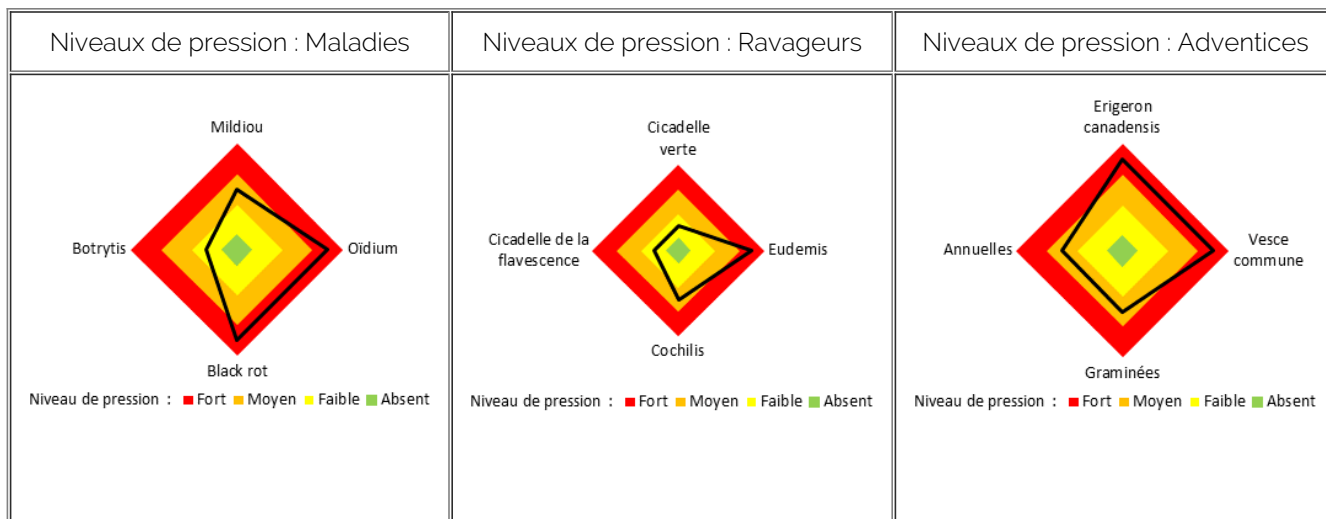 Niveaux de pression : Maladies
Niveaux de pression : Ravageurs
Niveaux de pression : Adventices
Mildiou
Botrytis
Oïdium
Black rot
Niveau de pression : Fort Moyen Faible Absent
Cicadelle
verte
Cicadelle de la
flavescence
Eudemis
Cochilis
Niveau de pression : Fort Moyen Faible Absent
Erigeron
canadensis
Annuelles
Vesce
commune
Graminées
Niveau de pression : Fort Moyen Faible Absent